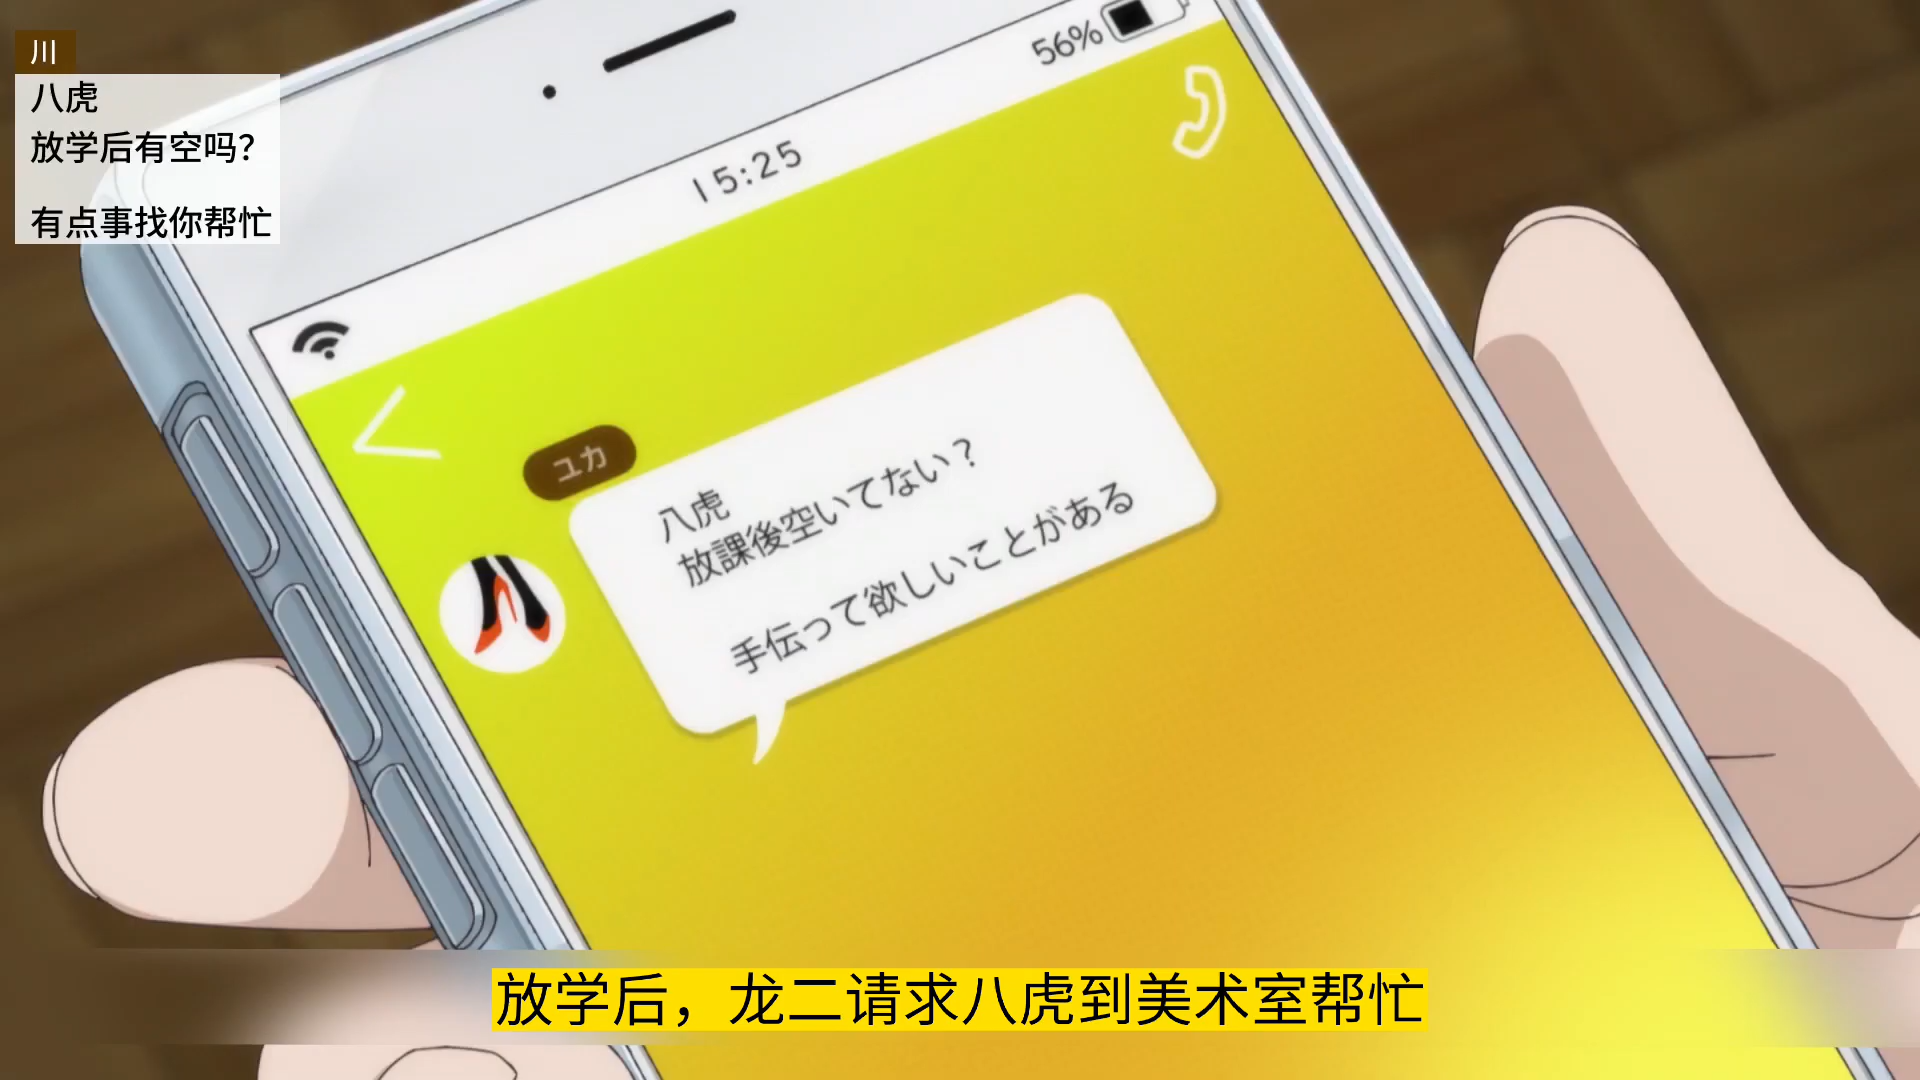 川
八虎
放学后有空吗?
有点事找你帮忙
56%
15:25
ユカ
八虎
放課後空いてない?
手伝って欲しいことがある
放学后，龙二请求八虎到美术室帮忙